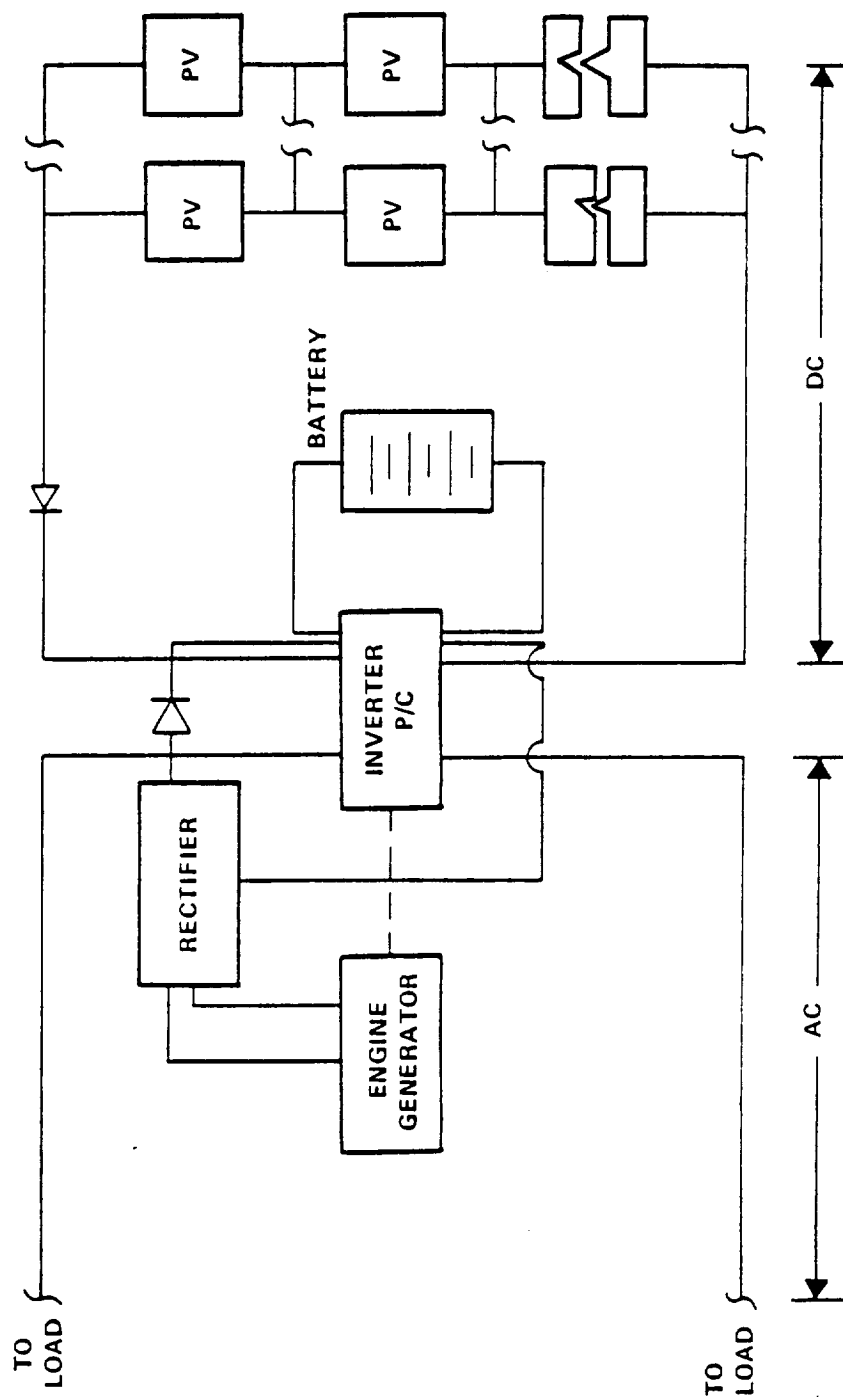 TO
LOAD
RECTIFIER
ENGINE
GENERATOR
INVERTER
P/C
BATTERY
PV
PV
PV
PV
TO
LOAD
AC
DC